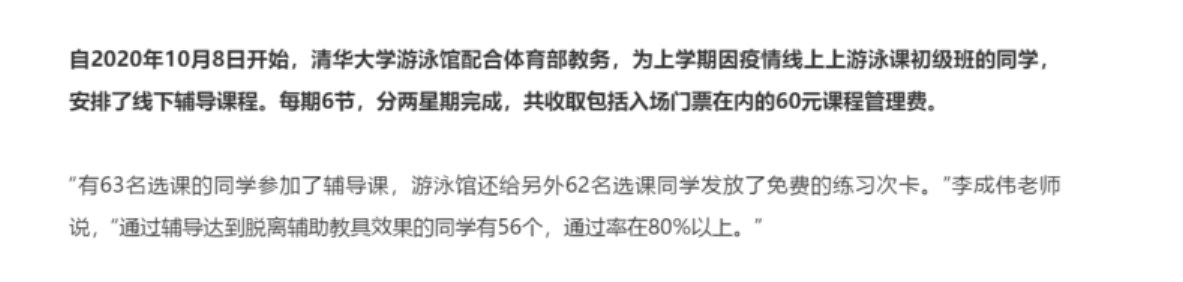 自2020年10月8日开始，清华大学游泳馆配合体育部教务，为上学期因疫情线上上游泳课初级班的同学，
安排了线下辅导课程。每期6节，分两星期完成，共收取包括入场门票在内的60元课程管理费。
“有63名选课的同学参加了辅导课，游泳馆还给另外62名选课同学发放了免费的练习次卡。”李成伟老师
说，“通过辅导达到脱离辅助教具效果的同学有56个，通过率在80%以上。”